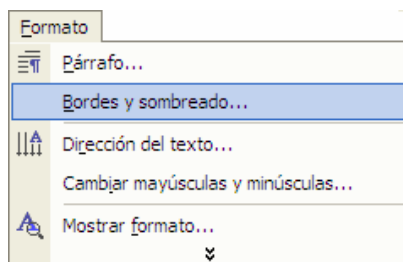 Formato
Párrafo...
Bordes y sombreado...
Dirección del texto...
Cambiar mayúsculas y minúsculas...
Mostrar formato...